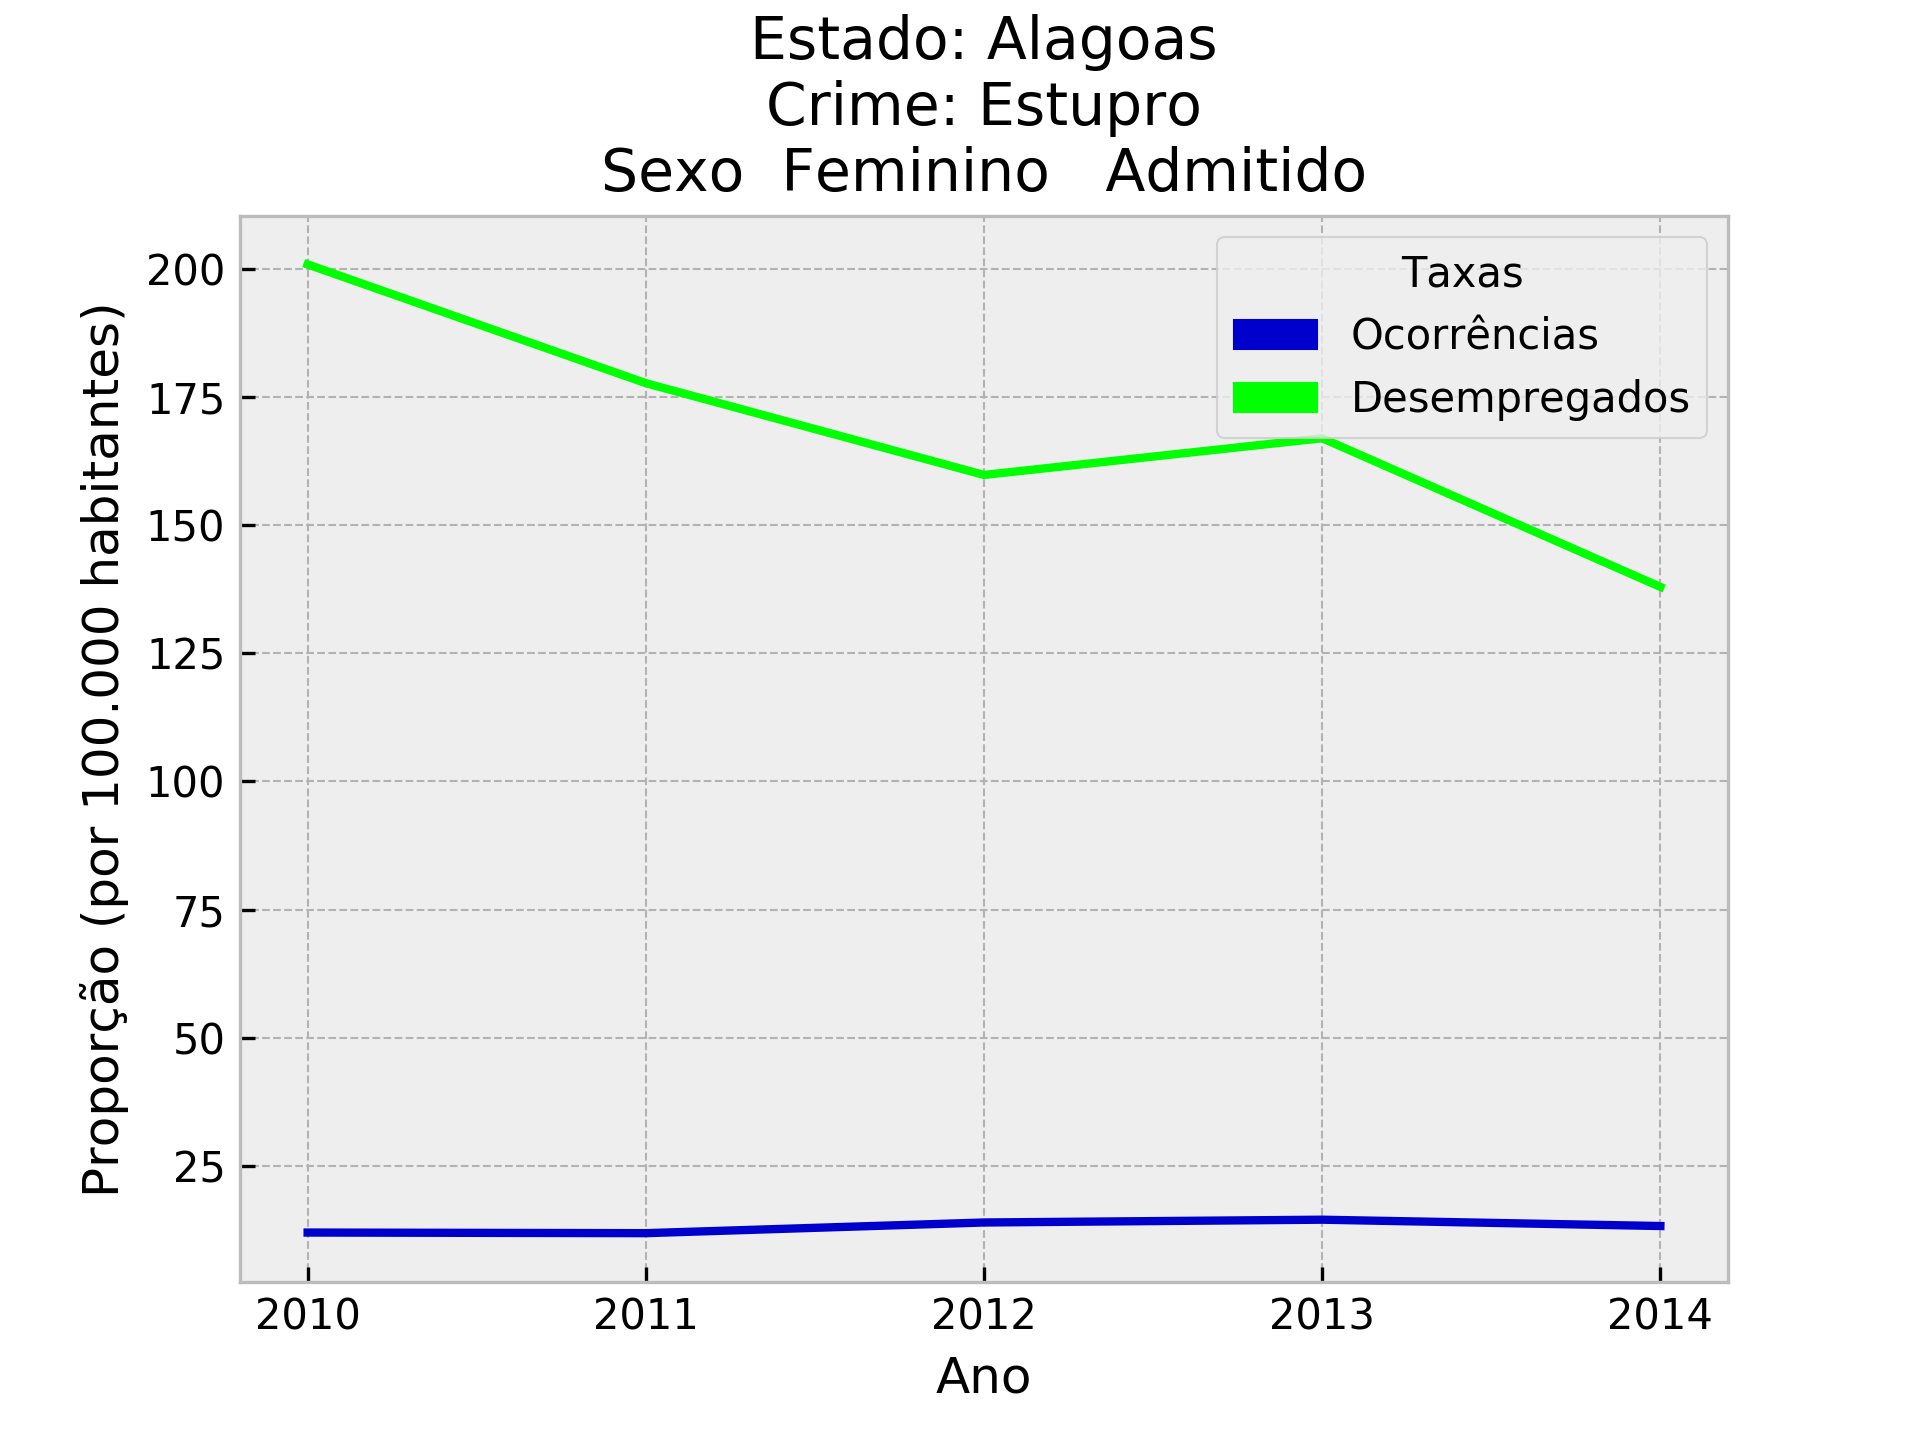 Estado: Alagoas
Crime: Estupro
Sexo  Feminino   Admitido
Proporção (por 100.000 habitantes)
200
175
150
125
100
75
50
25
Taxas
Ocorrências
Desempregados
2010 2011 2012 2013 2014
Ano